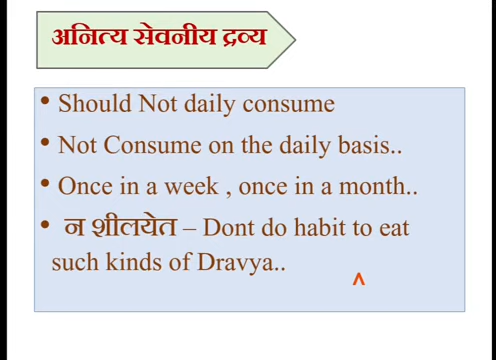 अनित्य सेवनीय द्रव्य
• Should Not daily consume
• Not Consume on the daily basis..
• Once in a week , once in a month..
• न शीलयेत – Dont do habit to eat
such kinds of Dravya..